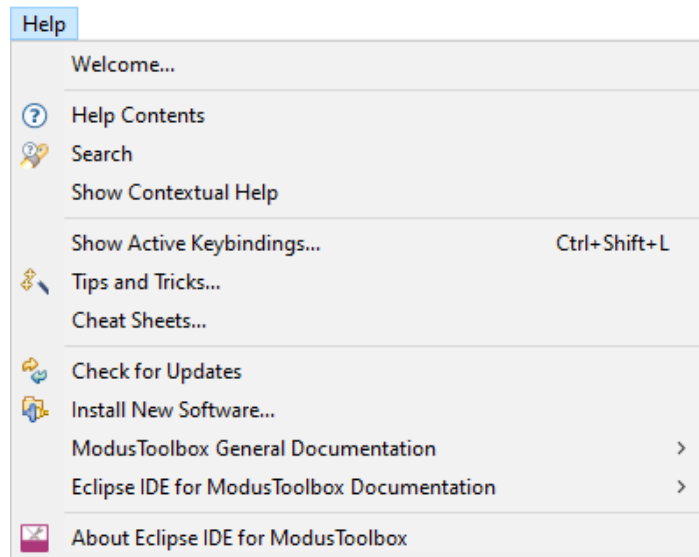 Help
Welcome...
Help Contents
Search
Show Contextual Help
Show Active Keybindings... Ctrl+Shift+L
Tips and Tricks...
Cheat Sheets...
Check for Updates
Install New Software...
ModusToolbox General Documentation
Eclipse IDE for ModusToolbox Documentation
About Eclipse IDE for ModusToolbox